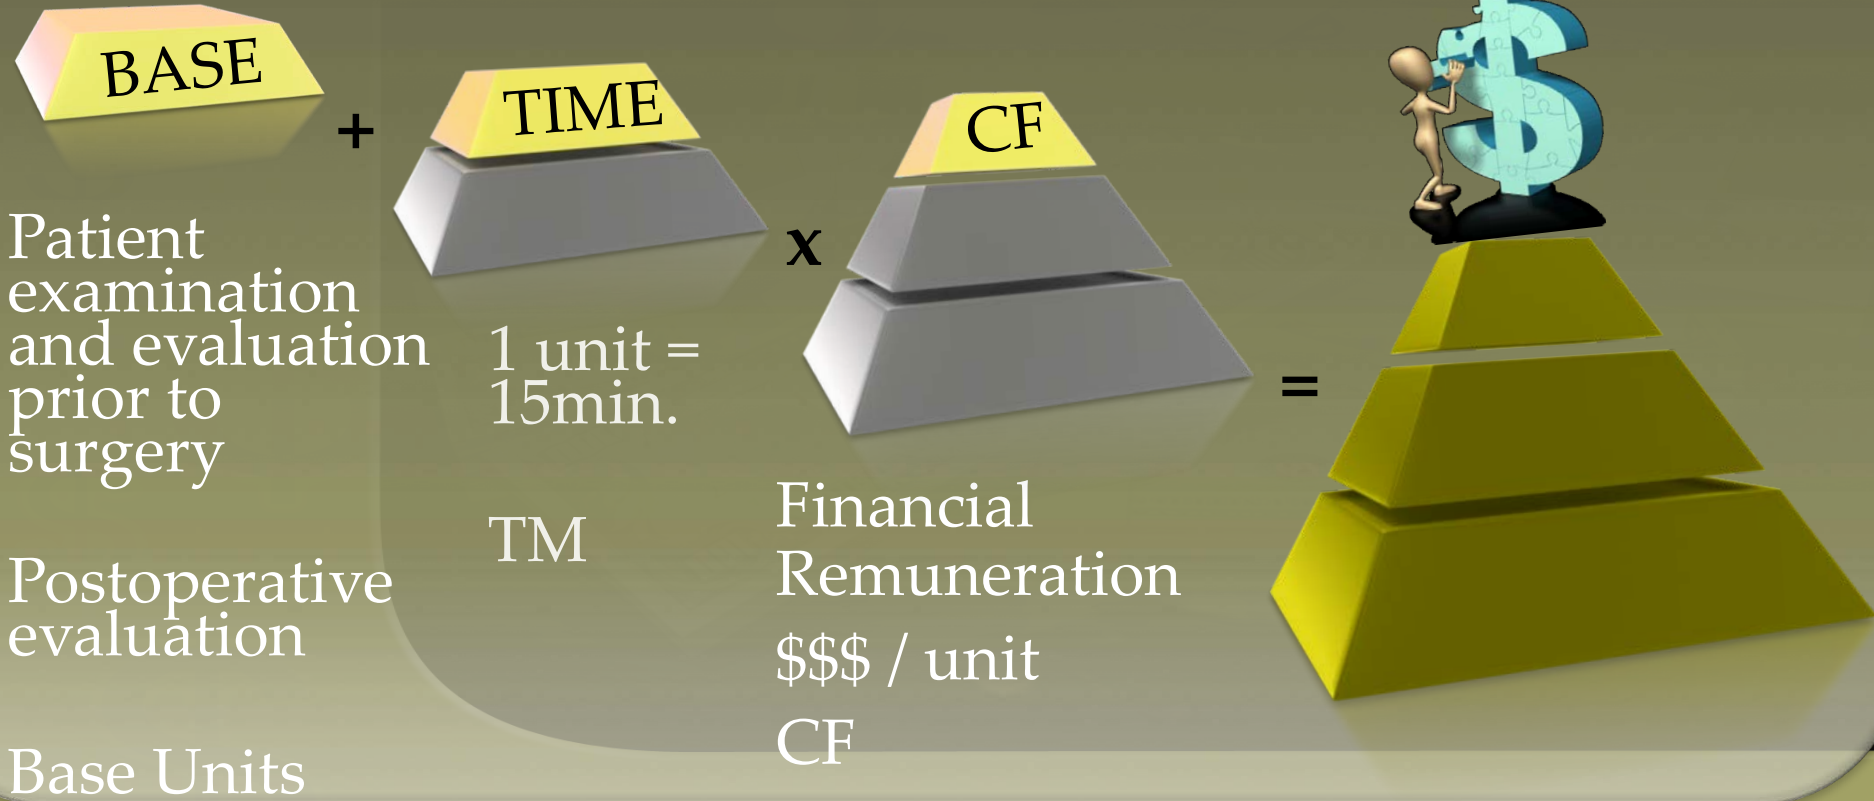 BASE
+
TIME
x
CF
=
Patient
examination
and evaluation
prior to
surgery
Postoperative
evaluation
Base Units
1 unit =
15min.
TM
Financial
Remuneration
$$$ / unit
CF
$